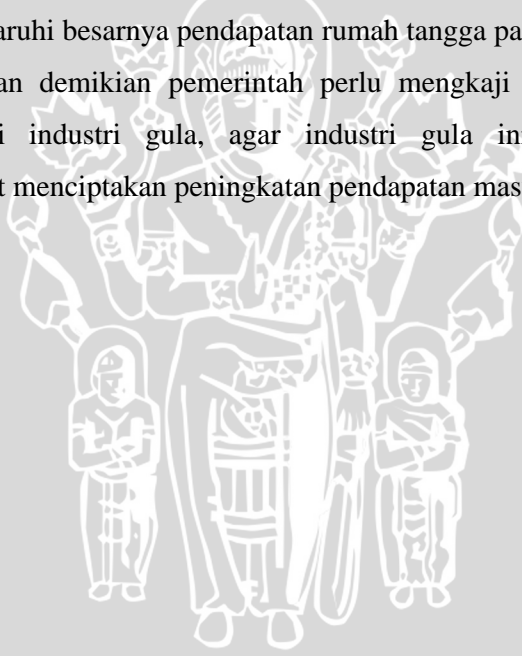 aruhi besarnya pendapatan rumah tangga pa
an demikian pemerintah perlu mengkaji
i industri gula, agar industri gula in
t menciptakan peningkatan pendapatan mas